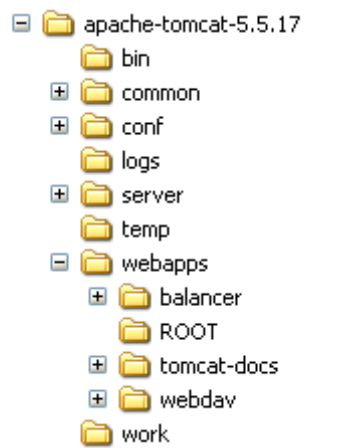 apache-tomcat-5.5.17
bin
common
conf
logs
server
temp
webapps
balancer
ROOT
tomcat-docs
webdav
work